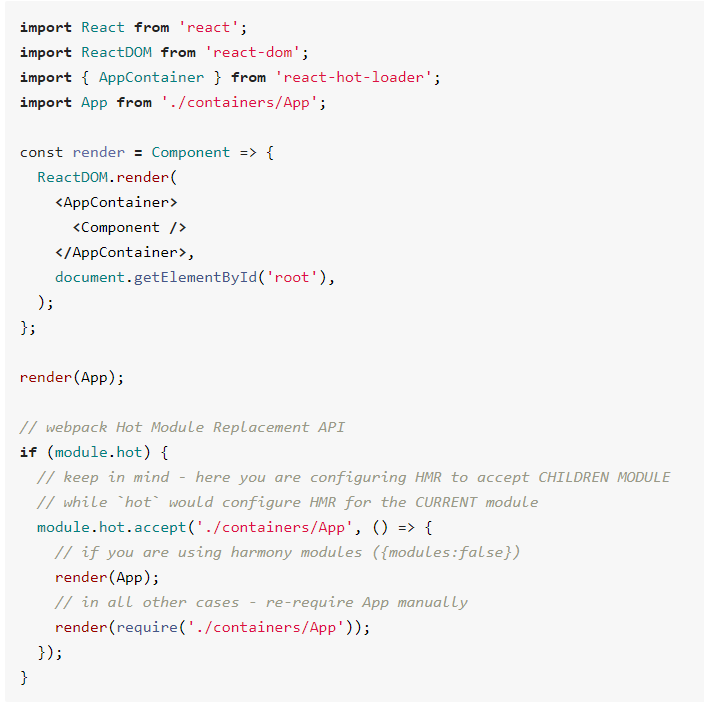 import React from 'react';
import ReactDOM from 'react-dom';
import { AppContainer } from 'react-hot-loader';
import App from './containers/App';

const render = Component => {
  ReactDOM.render(
    <AppContainer>
      <Component />
    </AppContainer>,
    document.getElementById('root'),
  );
};

render(App);

// webpack Hot Module Replacement API
if (module.hot) {
  // keep in mind - here you are configuring HMR to accept CHILDREN MODULE
  // while `hot` would configure HMR for the CURRENT module
  module.hot.accept('./containers/App', () => {
    // if you are using harmony modules ({modules:false})
    render(App);
    // in all other cases - re-require App manually
    render(require('./containers/App'));
  });
}